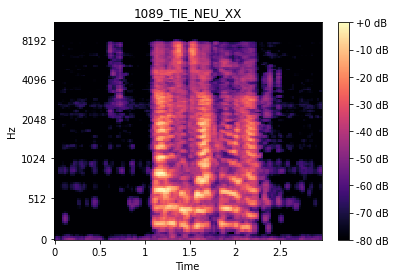 1089_TIE_NEU_XX
+0 dB
8192
-10 dB
4096
-20 dB
-30 dB
2048
Hz
-40 dB
1024
-50 dB
512
-60 dB
-70 dB
0
-80 dB
0 0.5 1 1.5 2 2.5
Time